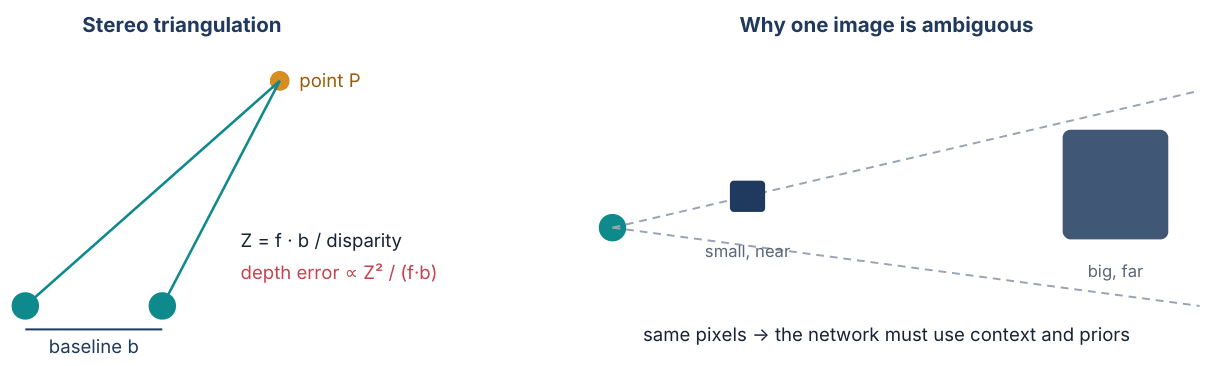 Stereo triangulation
point P
Z = f · b / disparity
depth error ∝ Z² / (f·b)
baseline b
Why one image is ambiguous
small, near
big, far
same pixels → the network must use context and priors